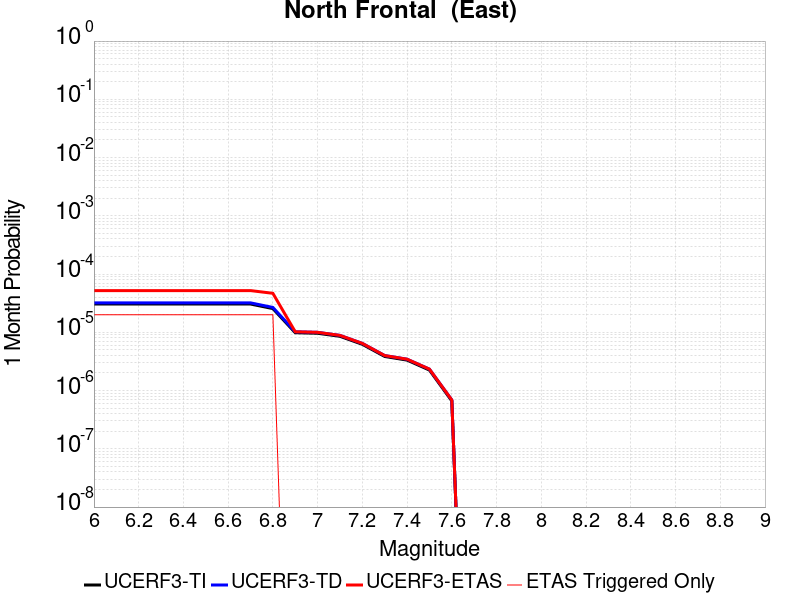 North Frontal (East)
10^0
10^-1
10^-2
10^-3
10^-4
10^-5
10^-6
10^-7
10^-8
1 Month Probability
6 6.2 6.4 6.6 6.8 7 7.2 7.4 7.6 7.8 8 8.2 8.4 8.6 8.8 9
Magnitude
UCERF3-TI UCERF3-TD UCERF3-ETAS ETAS Triggered Only